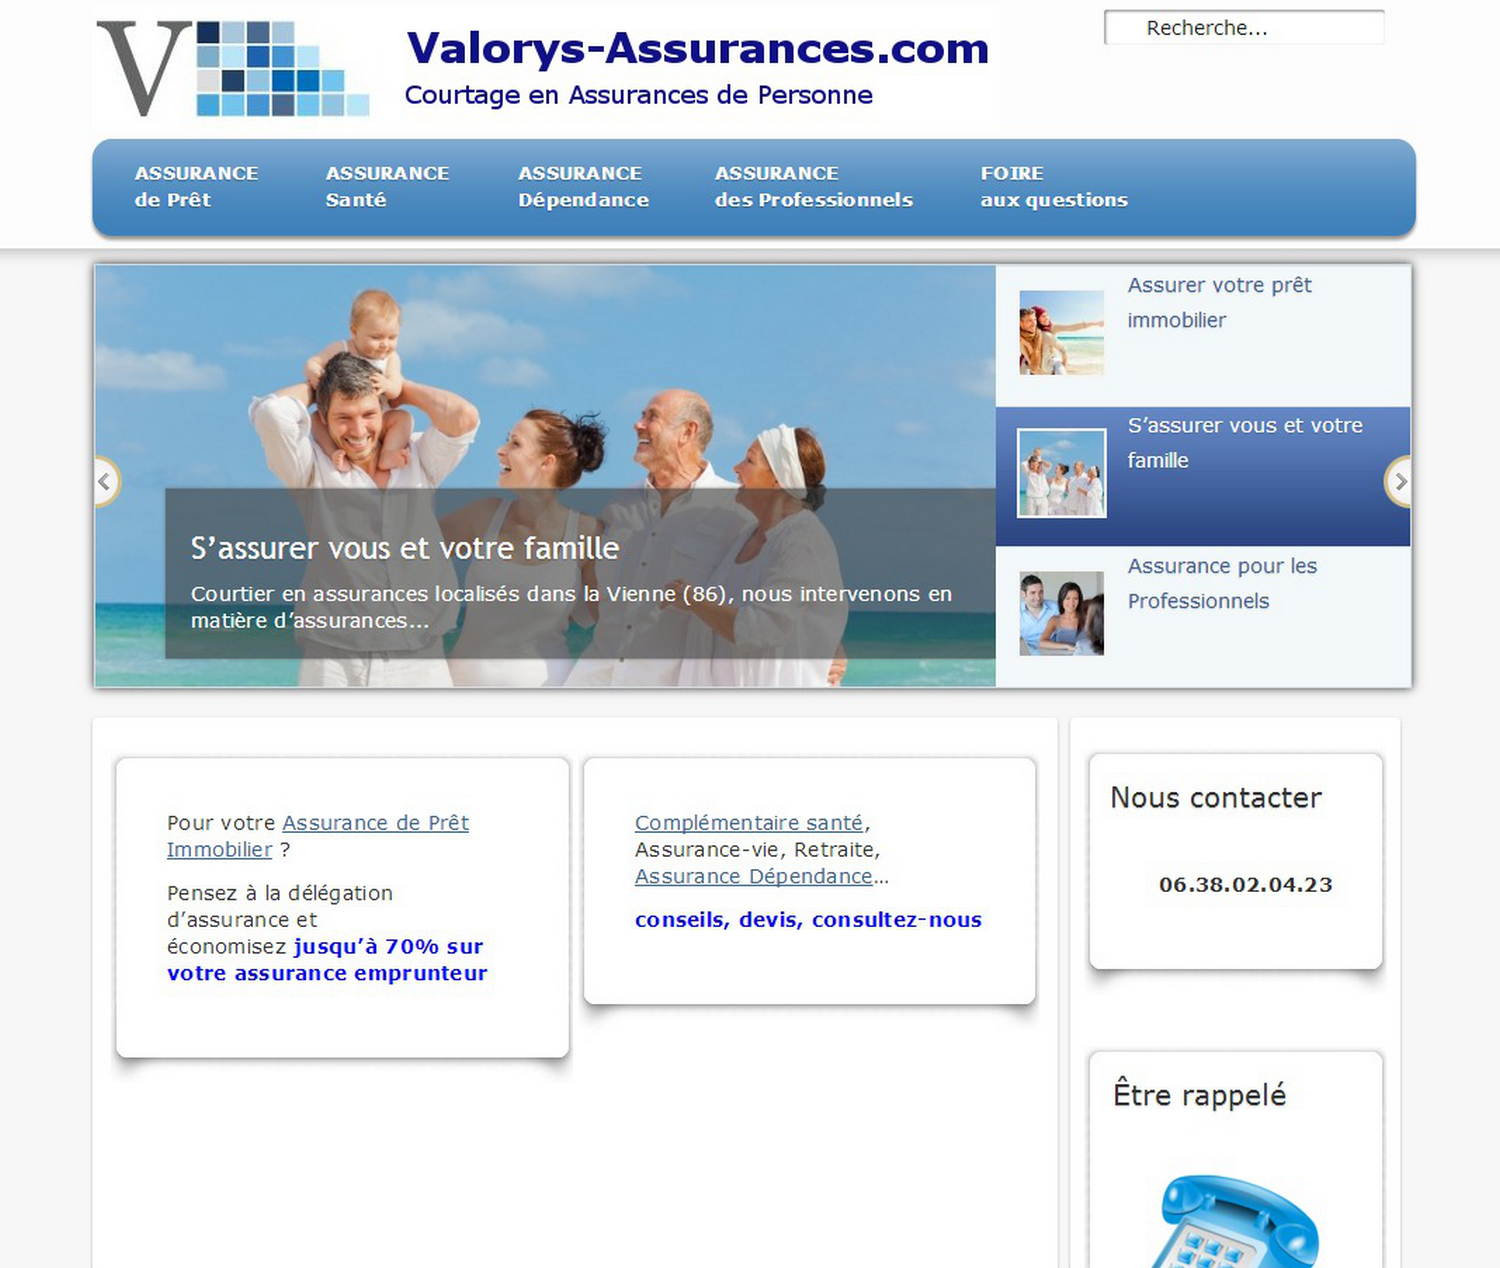 V
Valorys-Assurances.com
Courtage en Assurances de Personne
Recherche...
ASSURANCE
de Prêt
ASSURANCE
Santé
ASSURANCE
Dépendance
ASSURANCE
des Professionnels
FOIRE
aux questions
S’assurer vous et votre famille
Courtier en assurances localisés dans la Vienne (86), nous intervenons en
matière d’assurances...
Assurer votre prêt
immobilier
S’assurer vous et votre
famille
Assurance pour les
Professionnels
Pour votre Assurance de Prêt
Immobilier ?
Pensez à la délégation
d’assurance et
économisez jusqu’à 70% sur
votre assurance emprunteur
Complémentaire santé,
Assurance-vie, Retraite,
Assurance Dépendance...
conseils, devis, consultez-nous
Nous contacter
06.38.02.04.23
Être rappelé